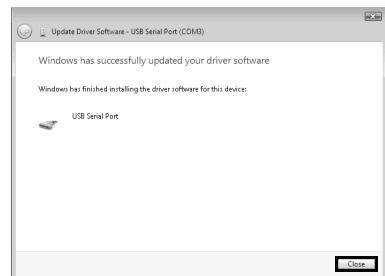 Update Driver Software - USB Serial Port (COM3)
Windows has successfully updated your driver software
Windows has finished installing the driver software for this device:
USB Serial Port
Close